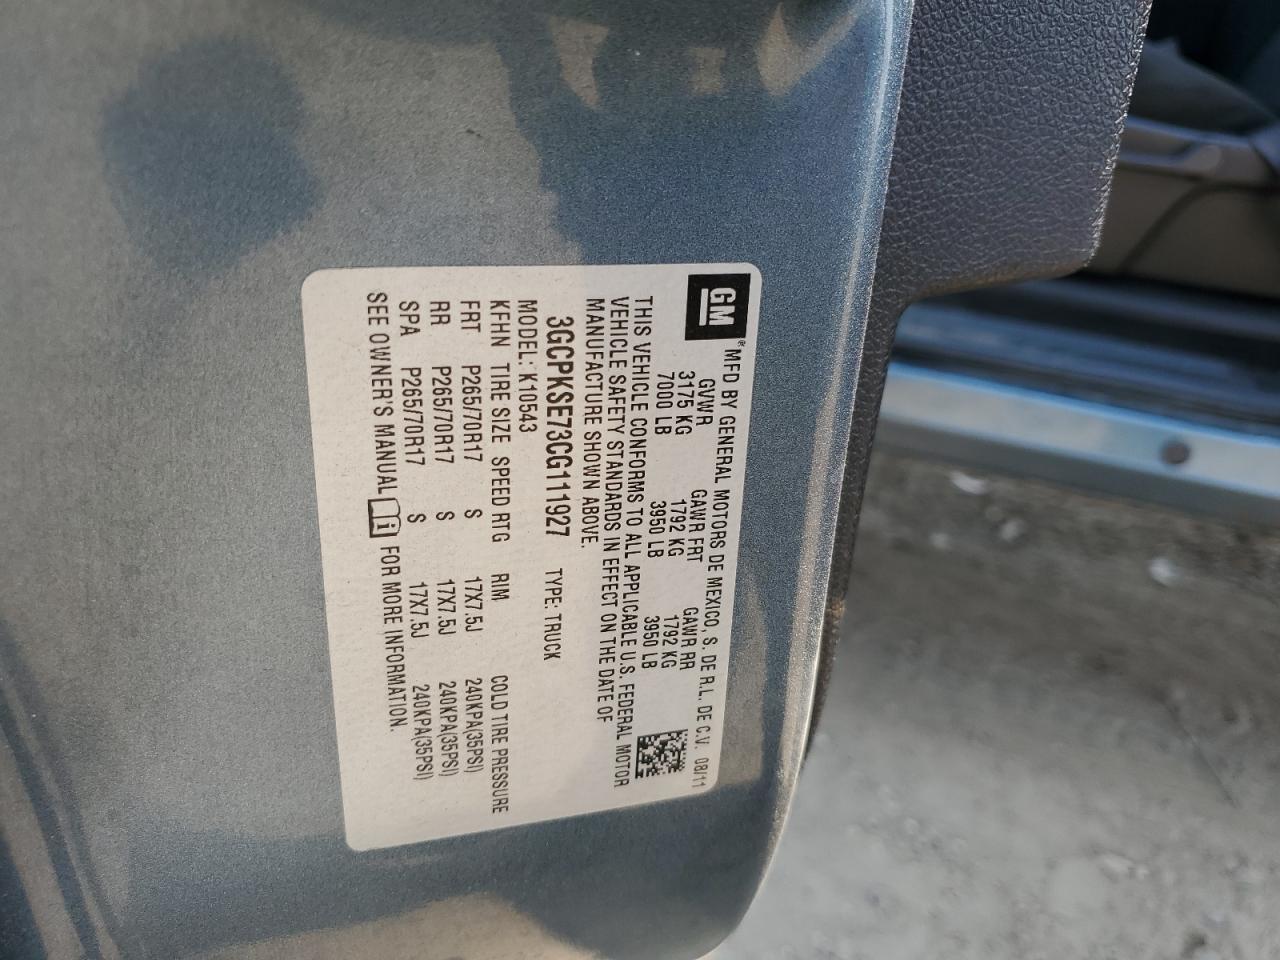 GM® MFD BY GENERAL MOTORS DE MEXICO, S. DE R.L. DE C.V. 08/11
GVWR GAWR FRT GAWR RR
3175 KG 1792 KG 1792 KG
7000 LB 3950 LB 3950 LB
THIS VEHICLE CONFORMS TO ALL APPLICABLE U.S. FEDERAL MOTOR
VEHICLE SAFETY STANDARDS IN EFFECT ON THE DATE OF
MANUFACTURE SHOWN ABOVE.
3GCPKSE73CG111927 TYPE: TRUCK
MODEL: K10543
KFHN TIRE SIZE SPEED RTG RIM COLD TIRE PRESSURE
FRT P265/70R17 S 17X7.5J 240KPA(35PSI)
RR P265/70R17 S 17X7.5J 240KPA(35PSI)
SPA P265/70R17 S 17X7.5J 240KPA(35PSI)
SEE OWNER'S MANUAL FOR MORE INFORMATION.